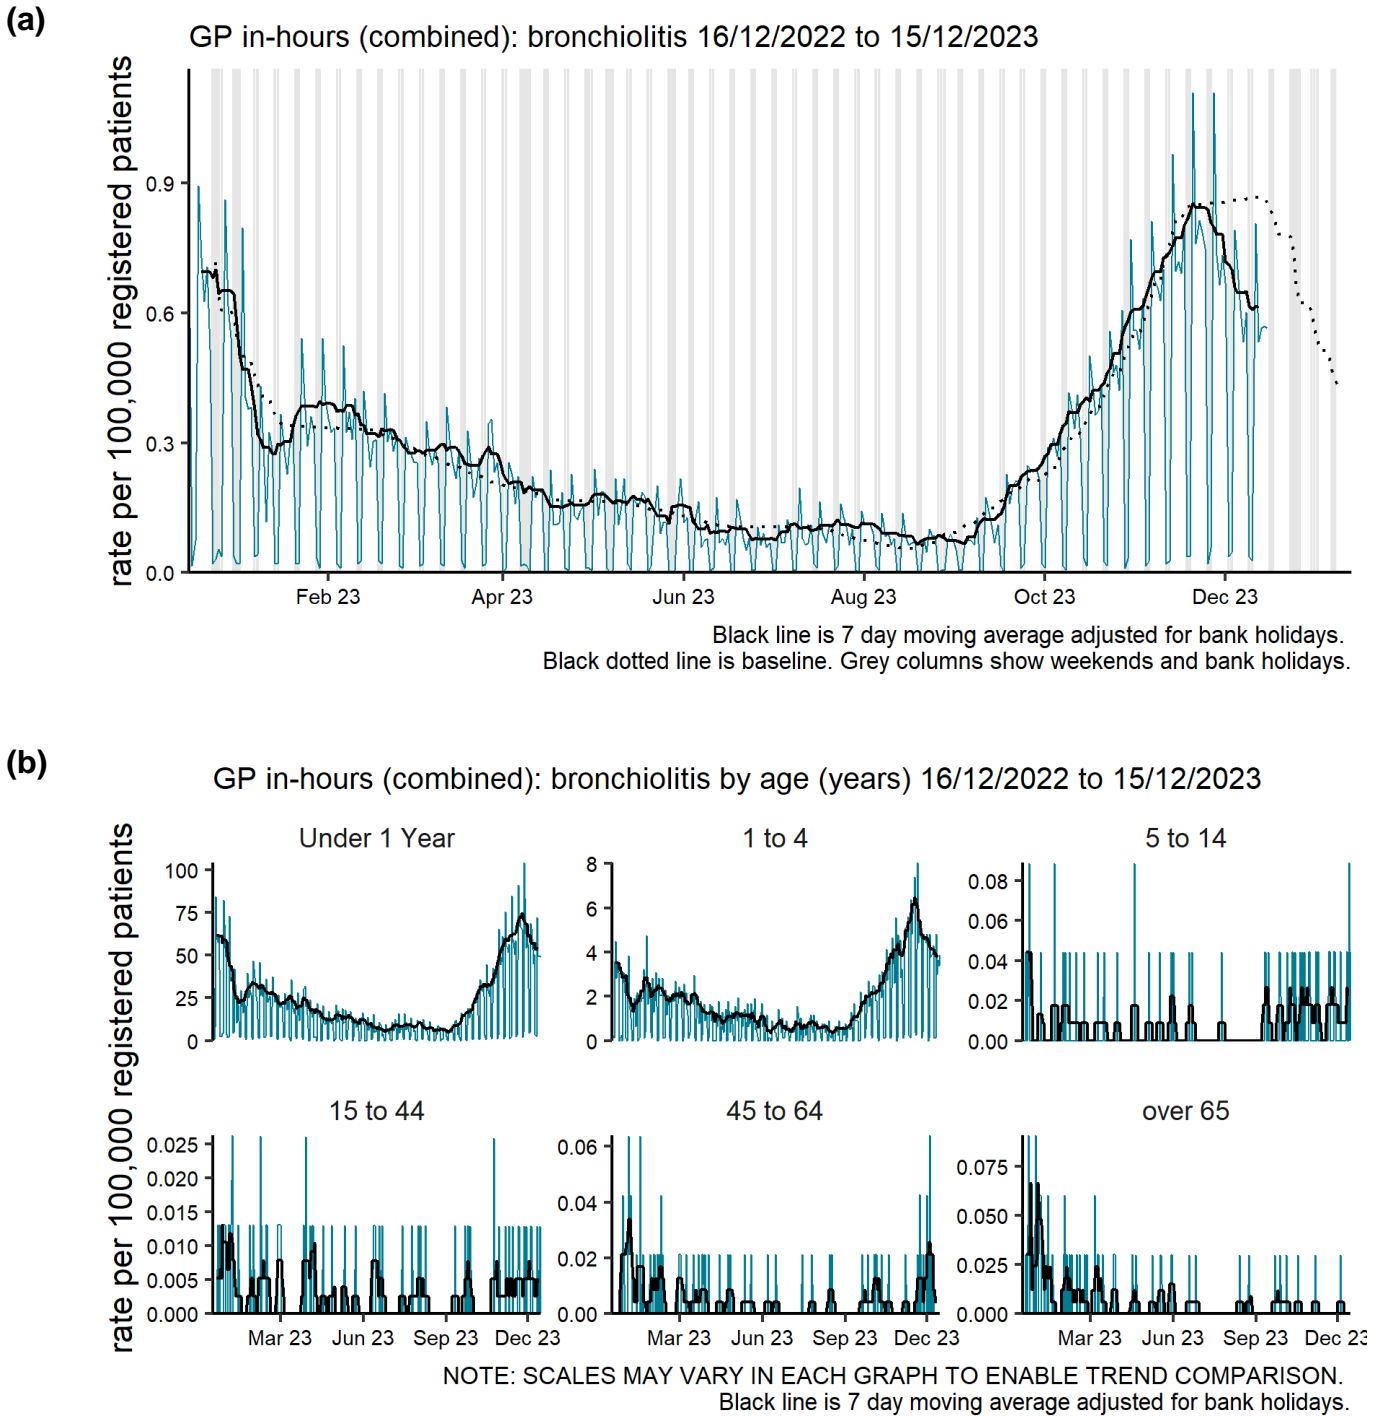 (a)
GP in-hours (combined): bronchiolitis 16/12/2022 to 15/12/2023
rate per 100,000 registered patients
0.9
0.6
0.3
0.0
Feb 23 Apr 23 Jun 23 Aug 23 Oct 23 Dec 23
Black line is 7 day moving average adjusted for bank holidays.
Black dotted line is baseline. Grey columns show weekends and bank holidays.
(b)
GP in-hours (combined): bronchiolitis by age (years) 16/12/2022 to 15/12/2023
rate per 100,000 registered patients
Under 1 Year
100
75
50
25
0
1 to 4
8
6
4
2
0
5 to 14
0.08
0.06
0.04
0.02
0.00
15 to 44
0.025
0.020
0.015
0.010
0.005
0.000
Mar 23 Jun 23 Sep 23 Dec 23
45 to 64
0.06
0.04
0.02
0.00
Mar 23 Jun 23 Sep 23 Dec 23
over 65
0.075
0.050
0.025
0.000
Mar 23 Jun 23 Sep 23 Dec 23
NOTE: SCALES MAY VARY IN EACH GRAPH TO ENABLE TREND COMPARISON.
Black line is 7 day moving average adjusted for bank holidays.